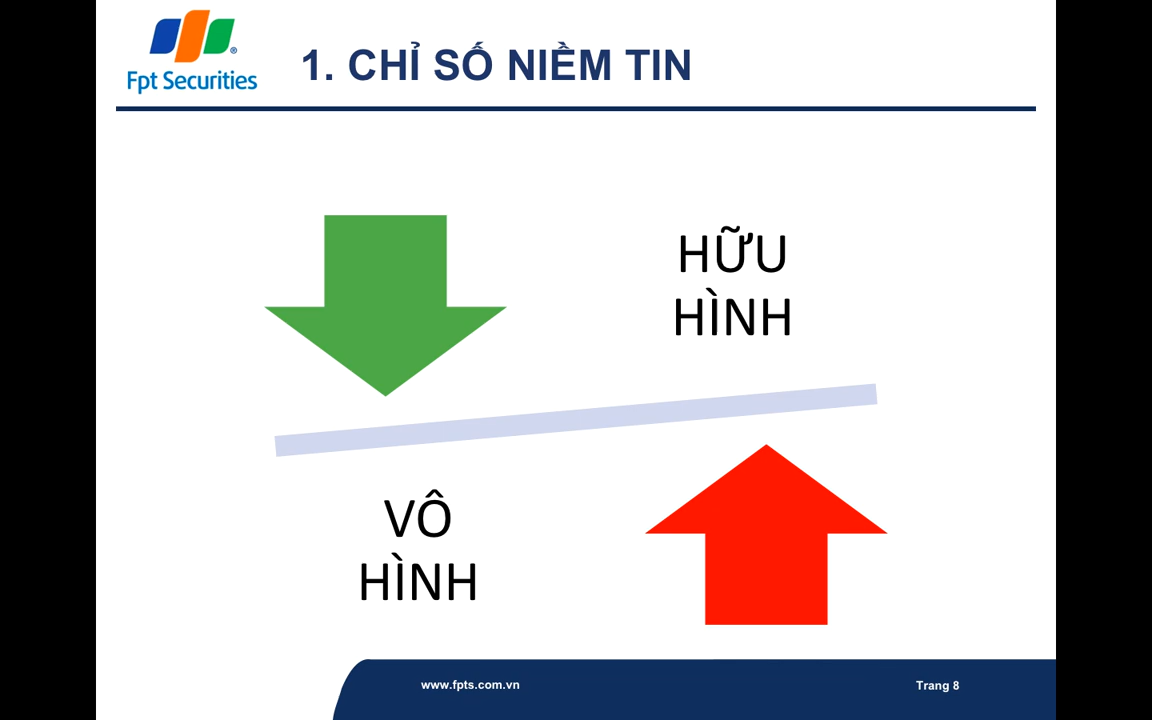 Fpt Securities
1. CHỈ SỐ NIỀM TIN
HỮU
HÌNH
VÔ
HÌNH
www.fpts.com.vn
Trang 8